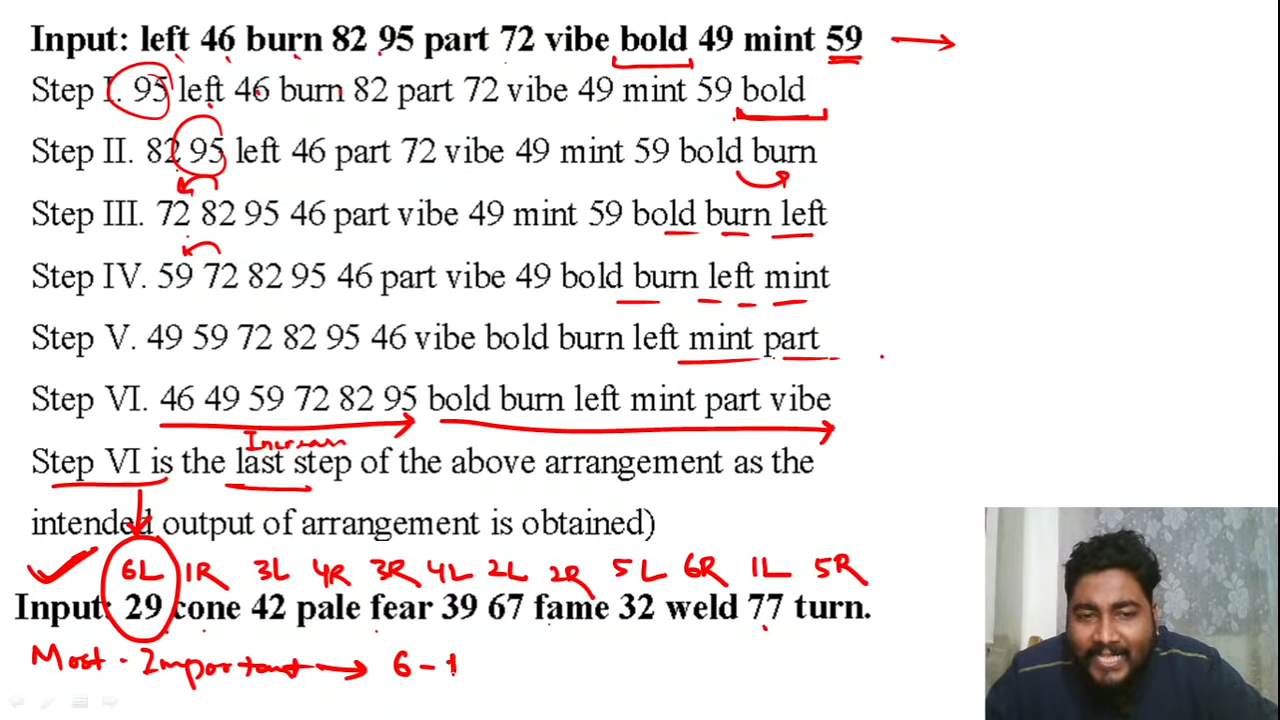 Input: left 46 burn 82 95 part 72 vibe bold 49 mint 59
Step I. 95 left 46 burn 82 part 72 vibe 49 mint 59 bold
Step II. 82 95 left 46 part 72 vibe 49 mint 59 bold burn
Step III. 72 82 95 46 part vibe 49 mint 59 bold burn left
Step IV. 59 72 82 95 46 part vibe 49 bold burn left mint
Step V. 49 59 72 82 95 46 vibe bold burn left mint part
Step VI. 46 49 59 72 82 95 bold burn left mint part vibe
Increase
Step VI is the last step of the above arrangement as the
intended output of arrangement is obtained)
6L 1R 3L 4R 3R 4L 2L 2R 5L 6R 1L 5R
Input: 29 cone 42 pale fear 39 67 fame 32 weld 77 turn.
Most - Important → 6 -